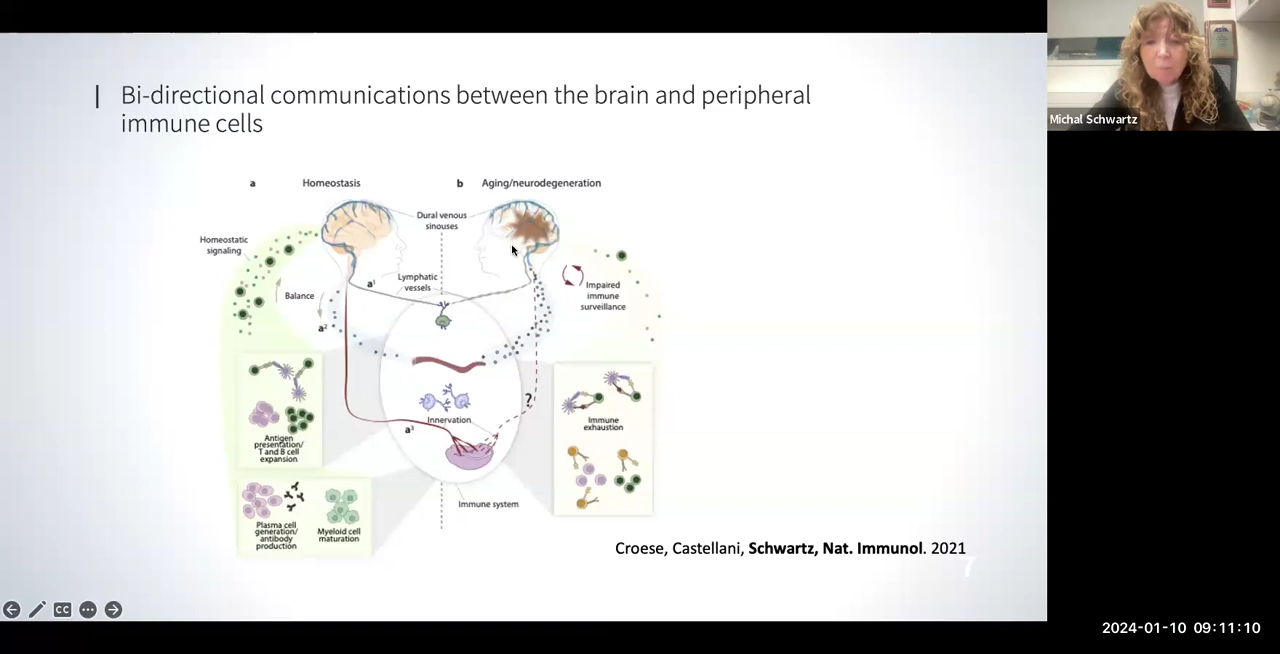 Bi-directional communications between the brain and peripheral
immune cells
a
Homeostasis
b
Aging/neurodegeneration
Dural venous
sinouses
Homeostatic
signaling
Lymphatic
vessels
a¹
Balance
a²
Impaired
immune
surveillance
?
Innervation
a³
Immune
exhaustion
Antigen
presentation/
T and B cell
expansion
Immune system
Plasma cell
generation/
antibody
production
Myeloid cell
maturation
Croese, Castellani, Schwartz, Nat. Immunol. 2021
7
CC
Michal Schwartz
2024-01-10 09:11:10